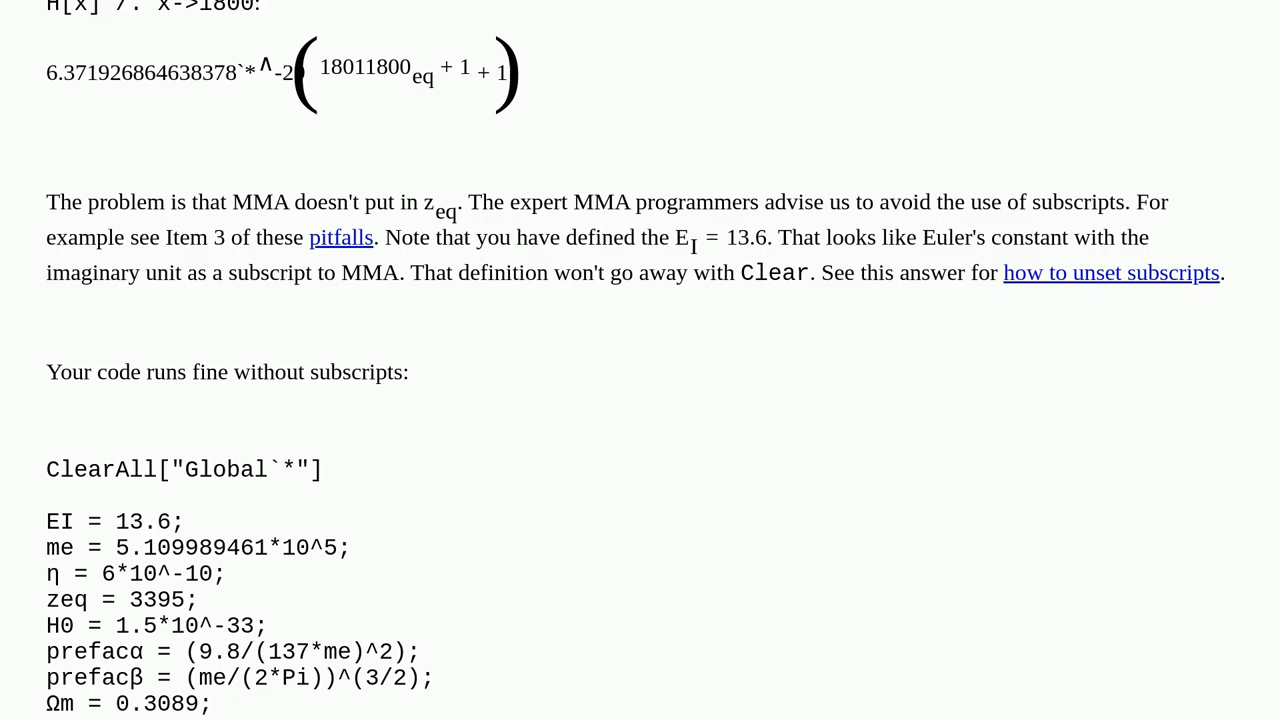 H[x] /. x->1800:
6.371926864638378`*^-29( 18011800eq + 1 + 1)
The problem is that MMA doesn't put in zeq. The expert MMA programmers advise us to avoid the use of subscripts. For
example see Item 3 of these pitfalls. Note that you have defined the EI = 13.6. That looks like Euler's constant with the
imaginary unit as a subscript to MMA. That definition won't go away with Clear. See this answer for how to unset subscripts.
Your code runs fine without subscripts:
ClearAll["Global`*"]
EI = 13.6;
me = 5.109989461*10^5;
η = 6*10^-10;
zeq = 3395;
H0 = 1.5*10^-33;
prefacα = (9.8/(137*me)^2);
prefacβ = (me/(2*Pi))^(3/2);
Ωm = 0.3089;